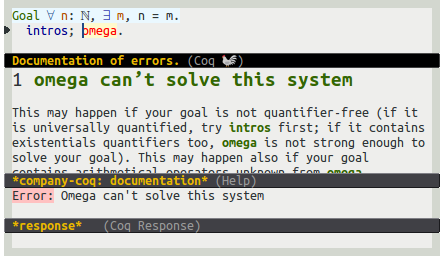 Goal ∀ n: ℕ, ∃ m, n = m.
intros; omega.
Documentation of errors. (Coq 🐓)
1 omega can’t solve this system
This may happen if your goal is not quantifier-free (if it
is universally quantified, try intros first; if it contains
existentials quantifiers too, omega is not strong enough to
solve your goal). This may happen also if your goal
contains arithmetical operators unknown from omega
*company-coq: documentation* (Help)
Error: Omega can't solve this system
*response* (Coq Response)